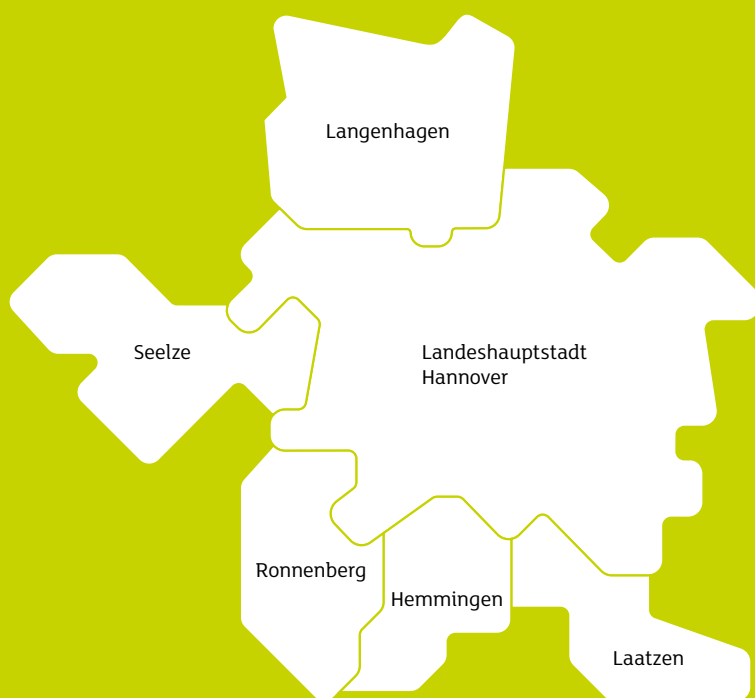 Langenhagen
Seelze
Landeshauptstadt
Hannover
Ronnenberg
Hemmingen
Laatzen